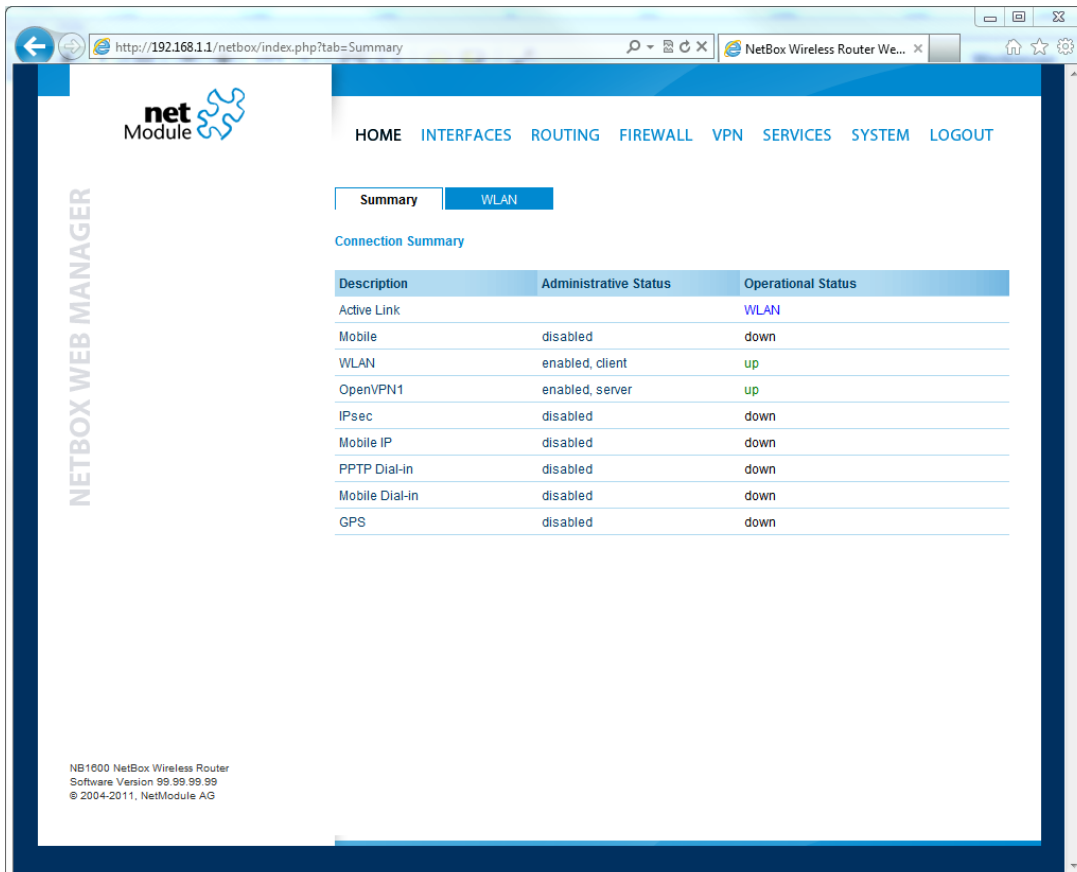 http://192.168.1.1/netbox/index.php?tab=Summary
NetBox Wireless Router We...
net
Module
HOME INTERFACES ROUTING FIREWALL VPN SERVICES SYSTEM LOGOUT
NETBOX WEB MANAGER
Summary WLAN
Connection Summary
Description Administrative Status Operational Status
Active Link WLAN
Mobile disabled down
WLAN enabled, client up
OpenVPN1 enabled, server up
IPsec disabled down
Mobile IP disabled down
PPTP Dial-in disabled down
Mobile Dial-in disabled down
GPS disabled down
NB1600 NetBox Wireless Router
Software Version 99.99.99.99
© 2004-2011, NetModule AG